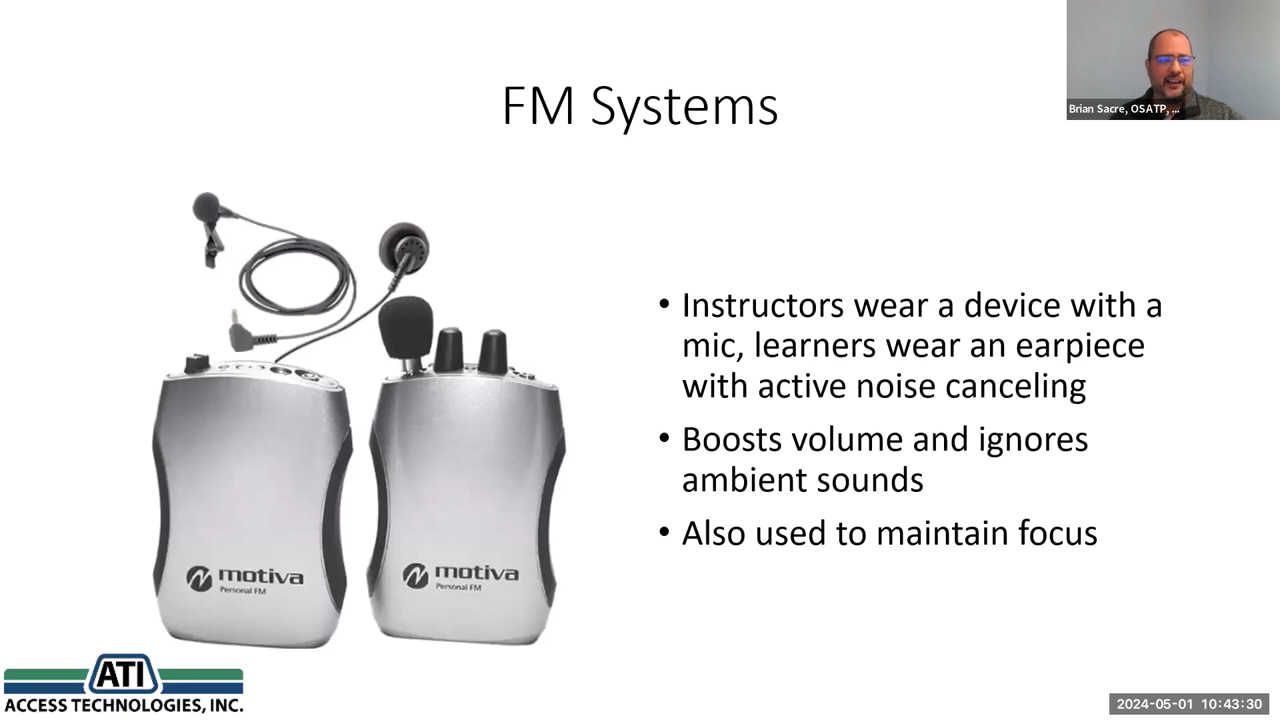 Brian Sacre, OSATP, ...
FM Systems
• Instructors wear a device with a
mic, learners wear an earpiece
with active noise canceling
• Boosts volume and ignores
ambient sounds
• Also used to maintain focus
motiva
Personal FM
motiva
Personal FM
ATI
ACCESS TECHNOLOGIES, INC.
2024-05-01 10:43:30